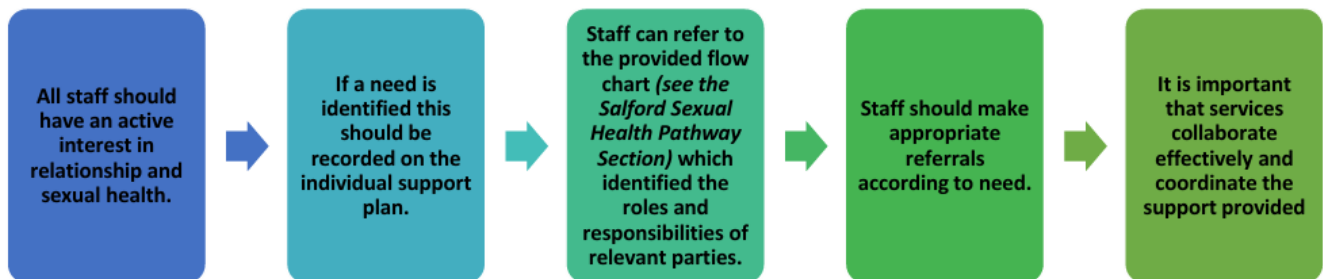 All staff should
have an active
interest in
relationship and
sexual health.
If a need is
identified this
should be
recorded on the
individual support
plan.
Staff can refer to
the provided flow
chart (see the
Salford Sexual
Health Pathway
Section) which
identified the
roles and
responsibilities of
relevant parties.
Staff should make
appropriate
referrals
according to need.
It is important
that services
collaborate
effectively and
coordinate the
support provided